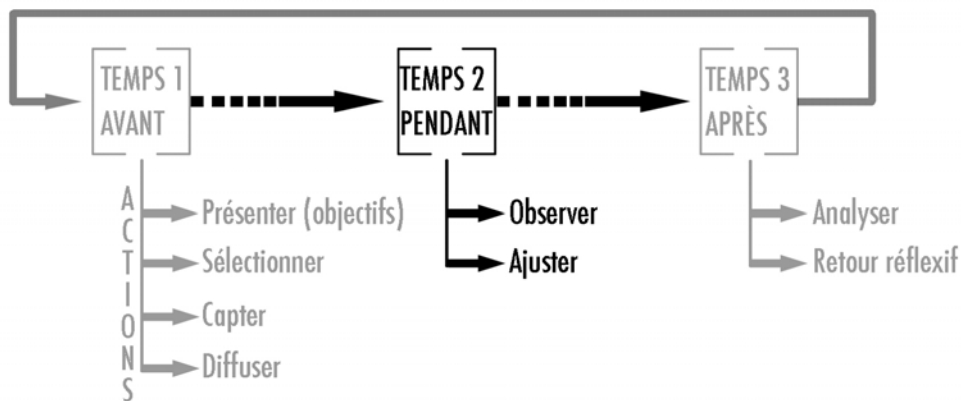 TEMPS 1
AVANT
TEMPS 2
PENDANT
TEMPS 3
APRÈS
ACTIONS
Présenter (objectifs)
Sélectionner
Capter
Diffuser
Observer
Ajuster
Analyser
Retour réflexif